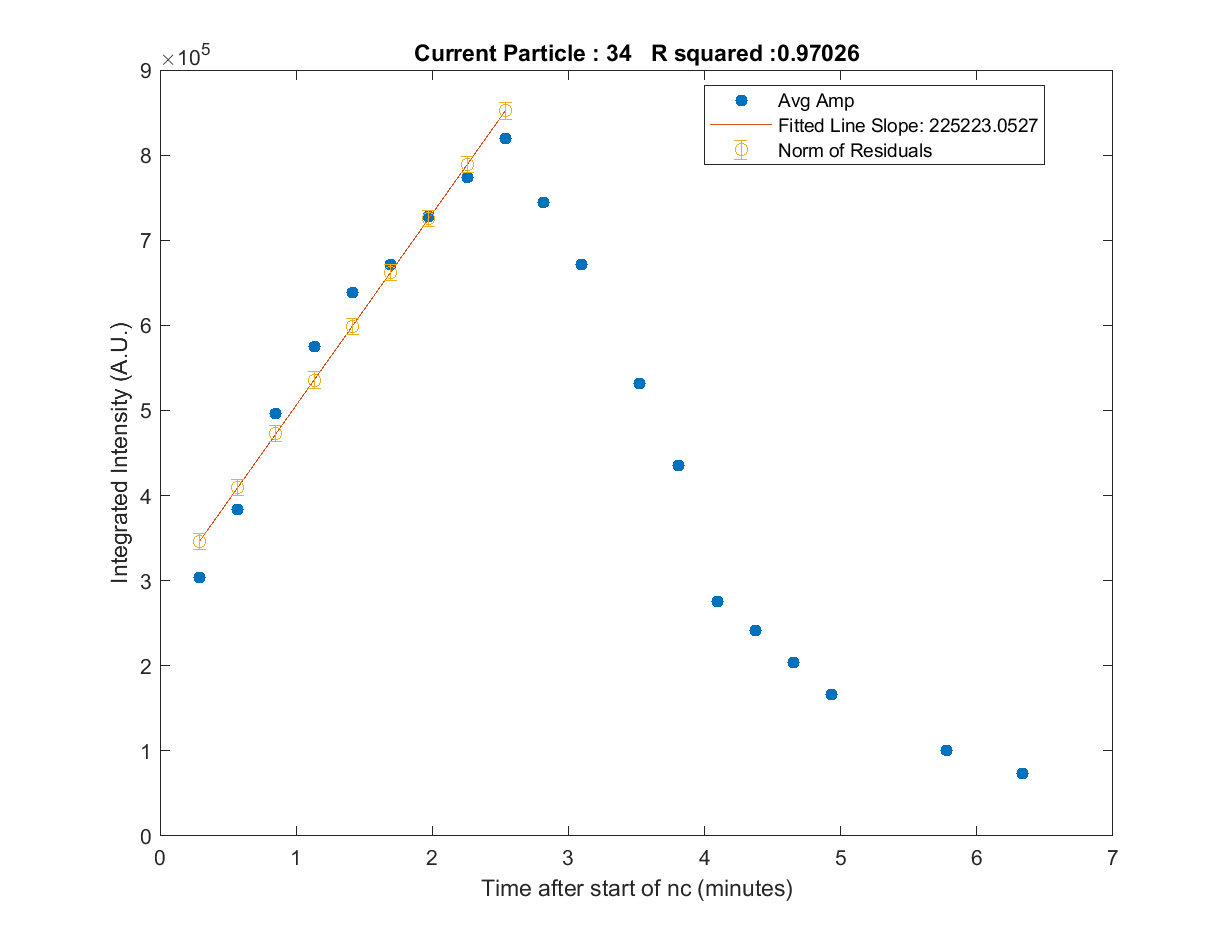 Current Particle : 34   R squared :0.97026
×10^5
9
8
7
6
5
4
3
2
1
0
Integrated Intensity (A.U.)
Avg Amp
Fitted Line Slope: 225223.0527
Norm of Residuals
0 1 2 3 4 5 6 7
Time after start of nc (minutes)